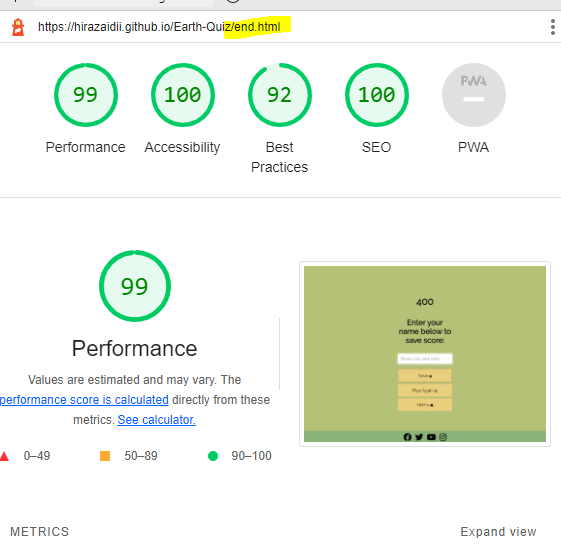 https://hirazaidii.github.io/Earth-Quiz/end.html
99
100
92
100
PWA
Performance
Accessibility
Best
Practices
SEO
PWA
99
Performance
Values are estimated and may vary. The
performance score is calculated directly from these
metrics. See calculator.
0–49
50–89
90–100
400
Enter your
name below to
save score:
Save
Play Again
Home
METRICS
Expand view